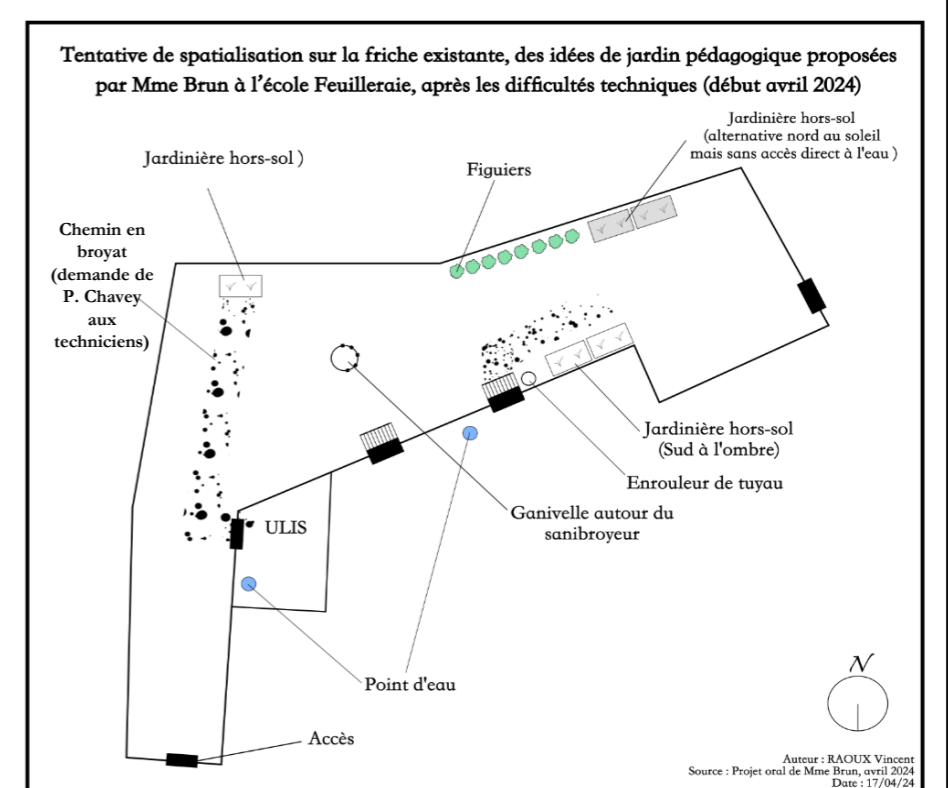 Tentative de spatialisation sur la friche existante, des idées de jardin pédagogique proposées
par Mme Brun à l'école Feuilleraie, après les difficultés techniques (début avril 2024)
Jardinière hors-sol
(alternative nord au soleil
mais sans accès direct à l'eau )
Jardinière hors-sol )
Figuiers
Chemin en
broyat
(demande de
P. Chavey
aux
techniciens)
Jardinière hors-sol
(Sud à l'ombre)
Enrouleur de tuyau
Ganivelle autour du
sanibroyeur
ULIS
Point d'eau
Accès
N
Auteur : RAOUX Vincent
Source : Projet oral de Mme Brun, avril 2024
Date : 17/04/24